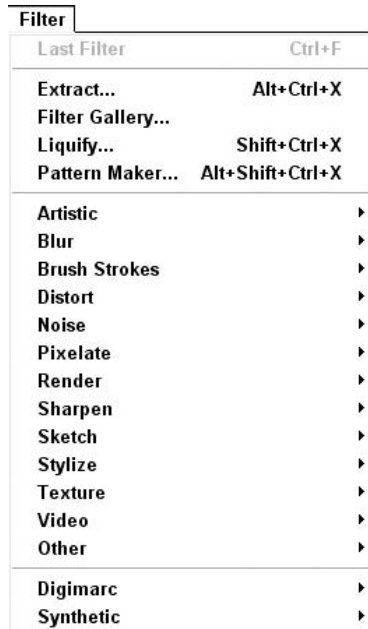 Filter
Last Filter Ctrl+F
Extract... Alt+Ctrl+X
Filter Gallery...
Liquify... Shift+Ctrl+X
Pattern Maker... Alt+Shift+Ctrl+X
Artistic
Blur
Brush Strokes
Distort
Noise
Pixelate
Render
Sharpen
Sketch
Stylize
Texture
Video
Other
Digimarc
Synthetic